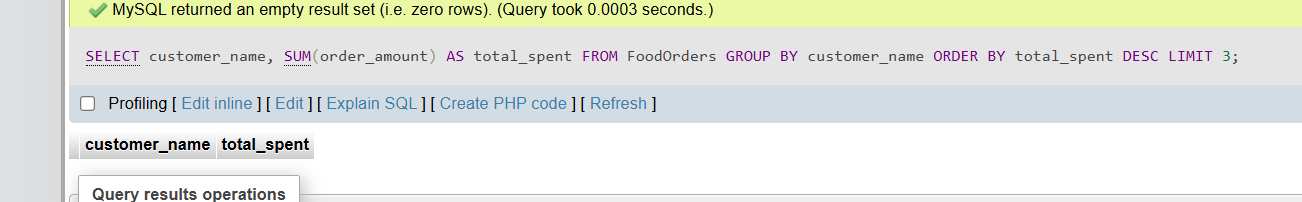 MySQL returned an empty result set (i.e. zero rows). (Query took 0.0003 seconds.)
SELECT customer_name, SUM(order_amount) AS total_spent FROM FoodOrders GROUP BY customer_name ORDER BY total_spent DESC LIMIT 3;
Profiling [ Edit inline ] [ Edit ] [ Explain SQL ] [ Create PHP code ] [ Refresh ]
customer_name total_spent
Query results operations